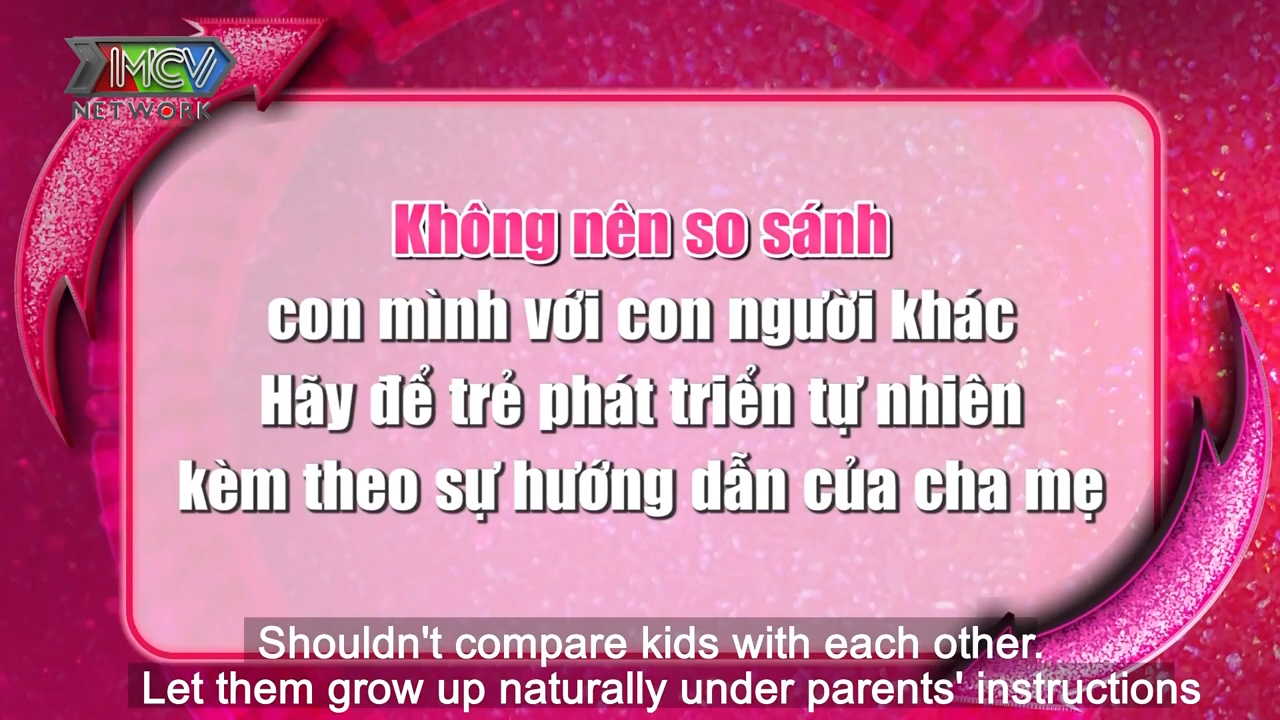 MCV
NETWORK
Không nên so sánh
con mình với con người khác
Hãy để trẻ phát triển tự nhiên
kèm theo sự hướng dẫn của cha mẹ
Shouldn't compare kids with each other.
Let them grow up naturally under parents' instructions